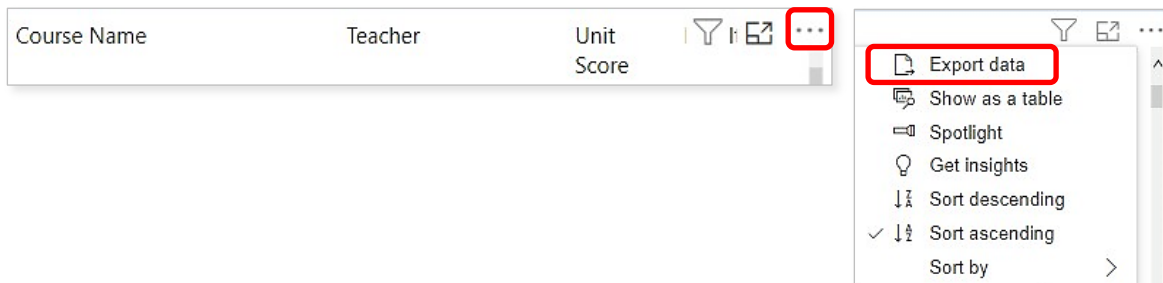 Course Name Teacher Unit Score
...
...
Export data
Show as a table
Spotlight
Get insights
Sort descending
Sort ascending
Sort by